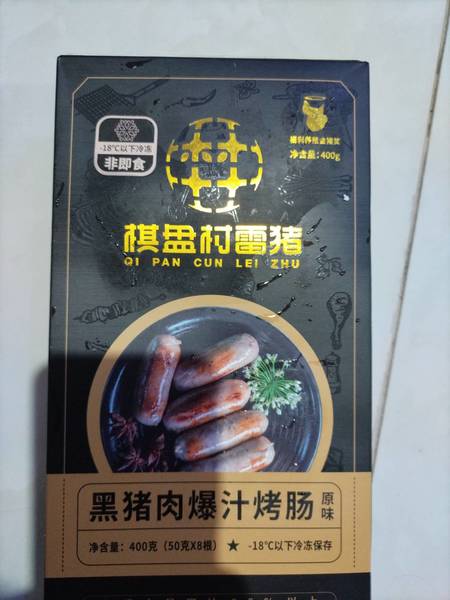 -18℃以下冷冻
非即食
净含量:400g
棋盘村雷猪
QI PAN CUN LEI ZHU
黑猪肉爆汁烤肠
原味
净含量:400克(50克X8根) ★ -18℃以下冷冻保存